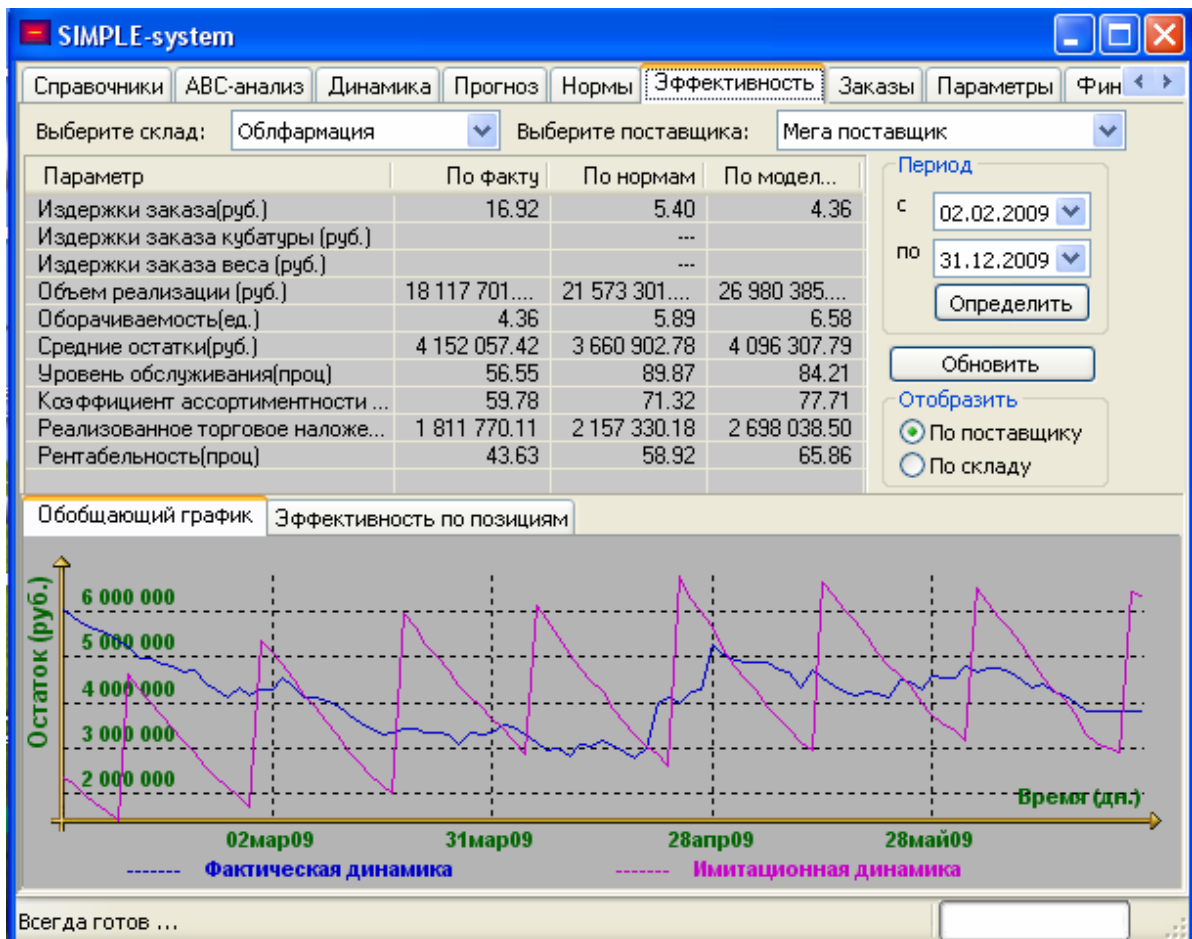 SIMPLE-system
Справочники АВС-анализ Динамика Прогноз Нормы Эффективность Заказы Параметры Фин
Выберите склад: Облфармация Выберите поставщика: Мега поставщик
Параметр По факту По нормам По модел...
Издержки заказа(руб.) 16.92 5.40 4.36
Издержки заказа кубатуры (руб.) ---
Издержки заказа веса (руб.) ---
Объем реализации (руб.) 18 117 701.... 21 573 301.... 26 980 385....
Оборачиваемость(ед.) 4.36 5.89 6.58
Средние остатки(руб.) 4 152 057.42 3 660 902.78 4 096 307.79
Уровень обслуживания(проц) 56.55 89.87 84.21
Коэффициент ассортиментности ... 59.78 71.32 77.71
Реализованное торговое наложе... 1 811 770.11 2 157 330.18 2 698 038.50
Рентабельность(проц) 43.63 58.92 65.86
Период
с 02.02.2009
по 31.12.2009
Определить
Обновить
Отобразить
По поставщику
По складу
Обобщающий график Эффективность по позициям
Остаток (руб.)
6 000 000
5 000 000
4 000 000
3 000 000
2 000 000
Время (дн.)
02мар09 31мар09 28апр09 28май09
------- Фактическая динамика ------- Имитационная динамика
Всегда готов ...